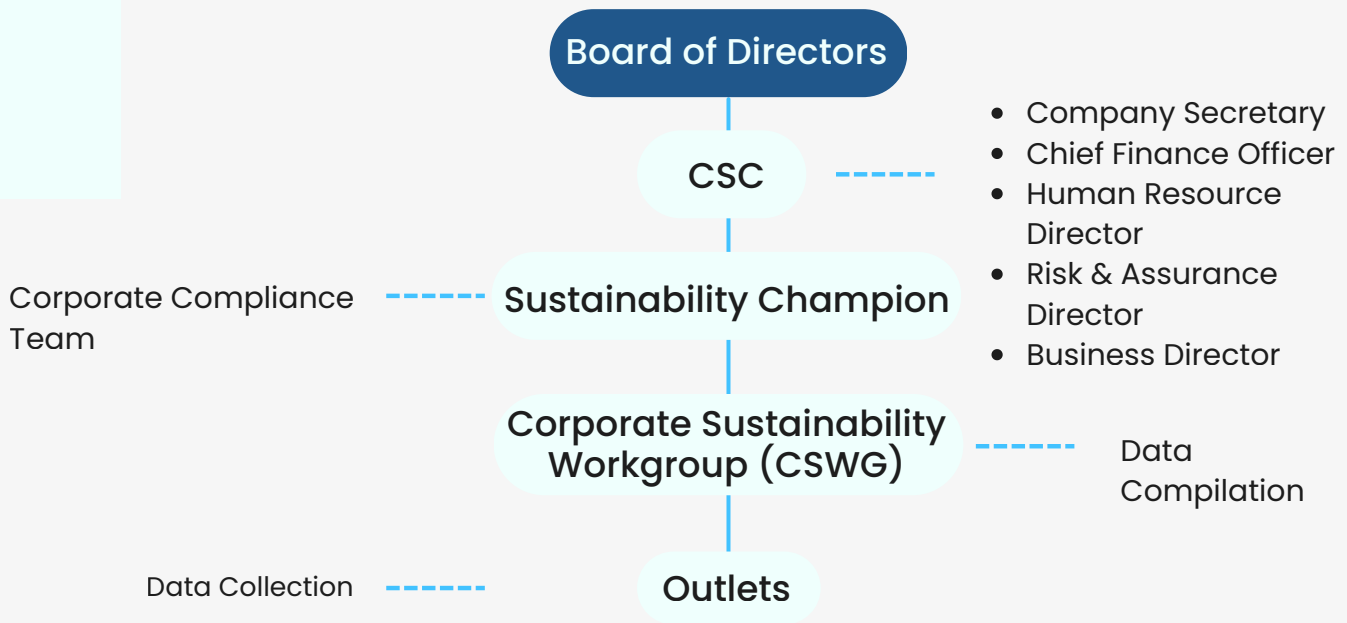 Board of Directors
CSC
• Company Secretary
• Chief Finance Officer
• Human Resource
Director
• Risk & Assurance
Director
• Business Director
Corporate Compliance
Team
Sustainability Champion
Corporate Sustainability
Workgroup (CSWG)
Data
Compilation
Data Collection
Outlets